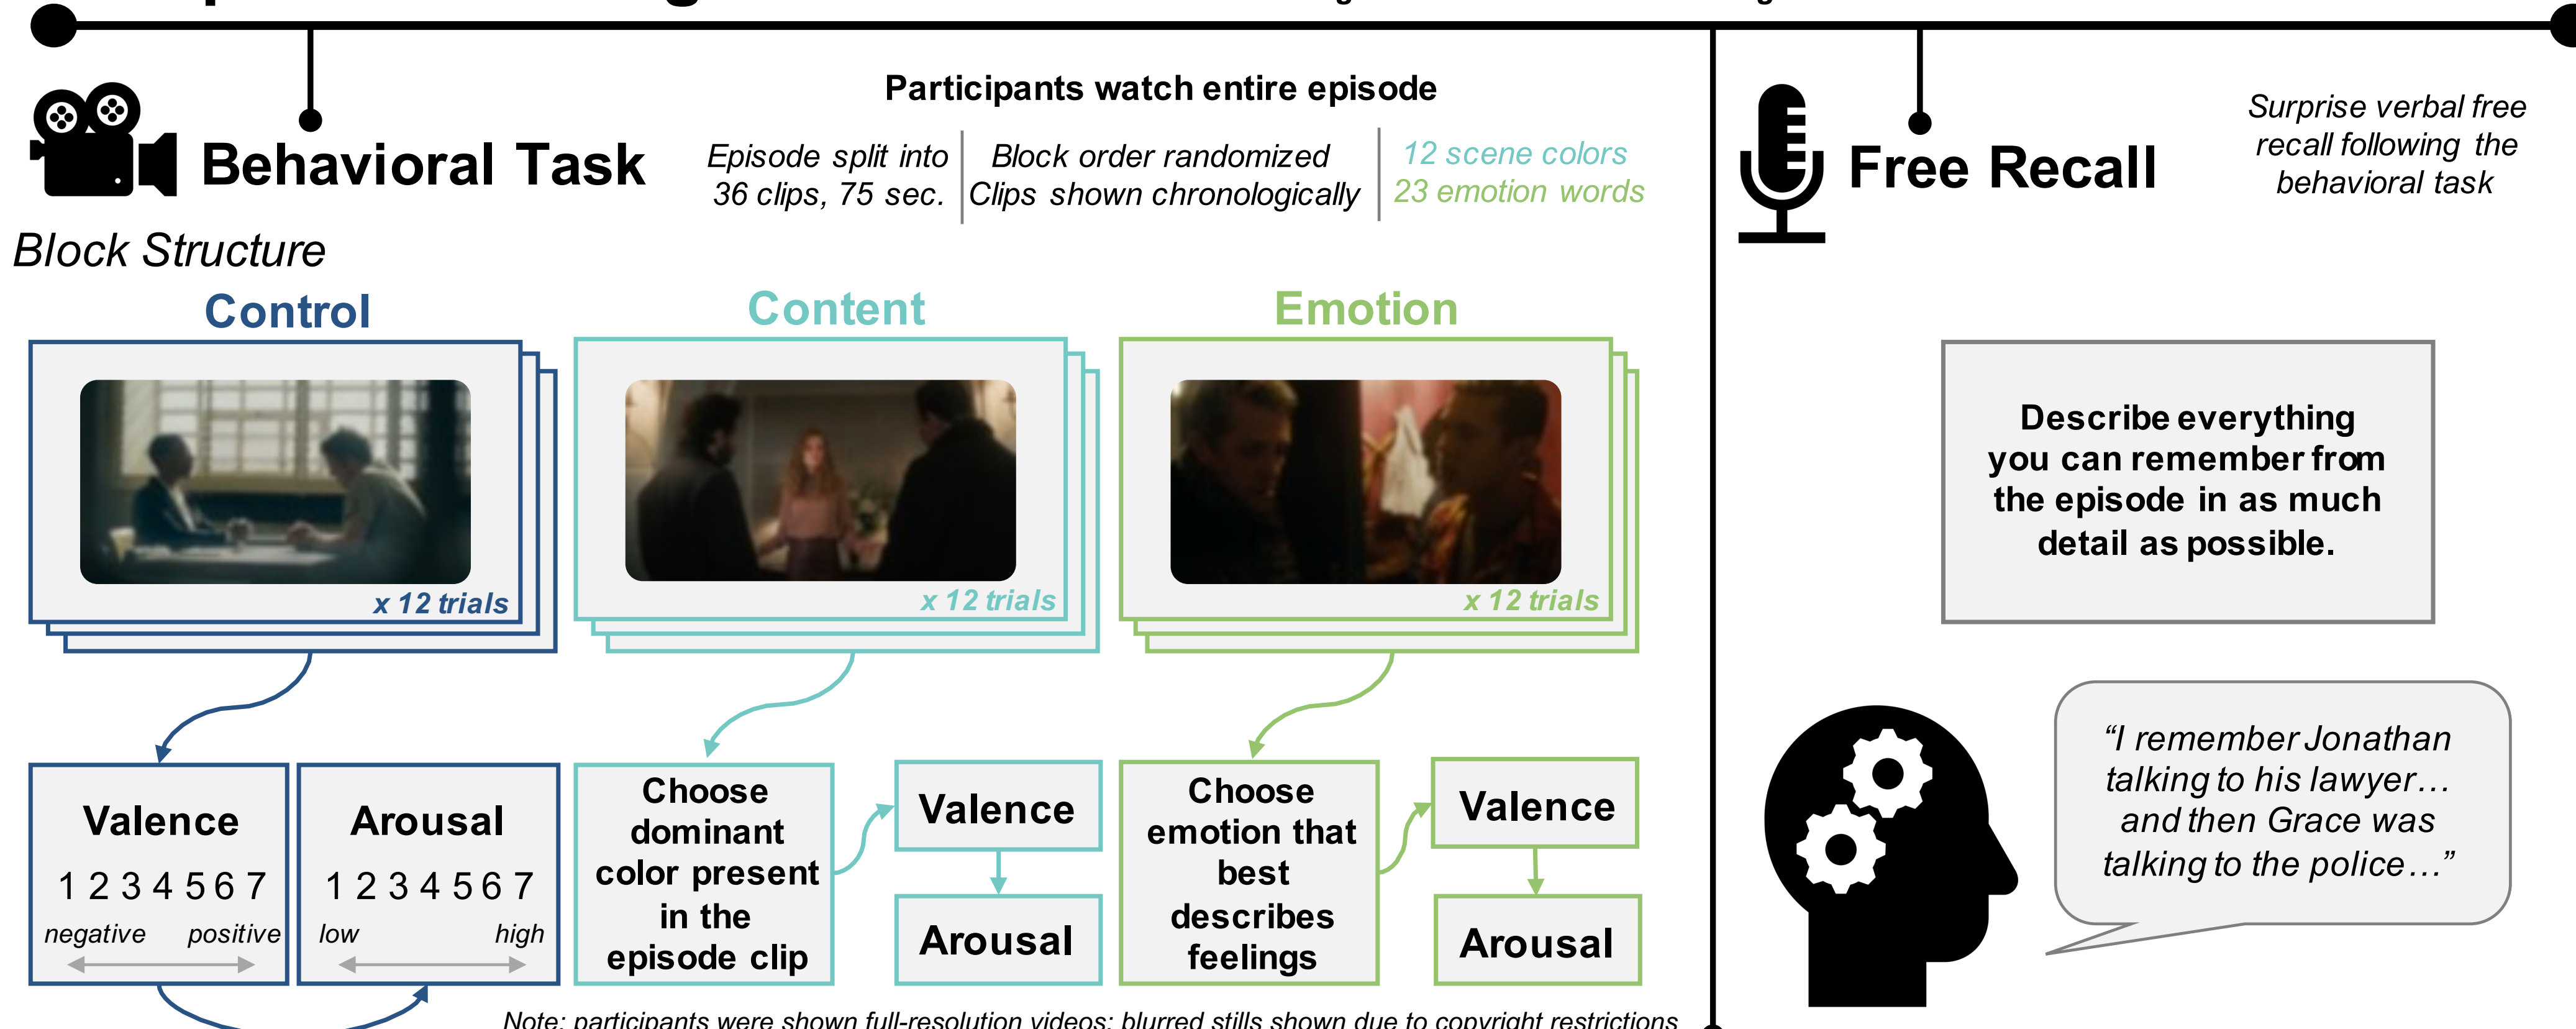 Participants watch entire episode
Behavioral Task
Episode split into
36 clips, 75 sec.
Block order randomized
Clips shown chronologically
12 scene colors
23 emotion words
Block Structure
Control
x 12 trials
Content
x 12 trials
Emotion
x 12 trials
Valence
1 2 3 4 5 6 7
negative positive
Arousal
1 2 3 4 5 6 7
low high
Choose
dominant
color present
in the
episode clip
Valence
Arousal
Choose
emotion that
best
describes
feelings
Valence
Arousal
Note: participants were shown full-resolution videos; blurred stills shown due to copyright restrictions
Free Recall
Surprise verbal free
recall following the
behavioral task
Describe everything
you can remember from
the episode in as much
detail as possible.
“I remember Jonathan
talking to his lawyer…
and then Grace was
talking to the police…”